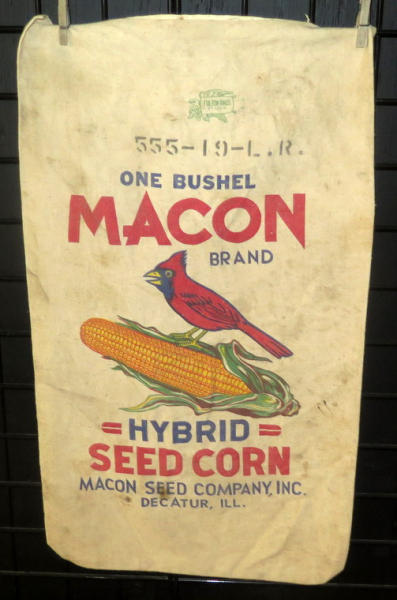 555-19-L.R.
ONE BUSHEL
MACON
BRAND
HYBRID
SEED CORN
MACON SEED COMPANY, INC.
DECATUR, ILL.